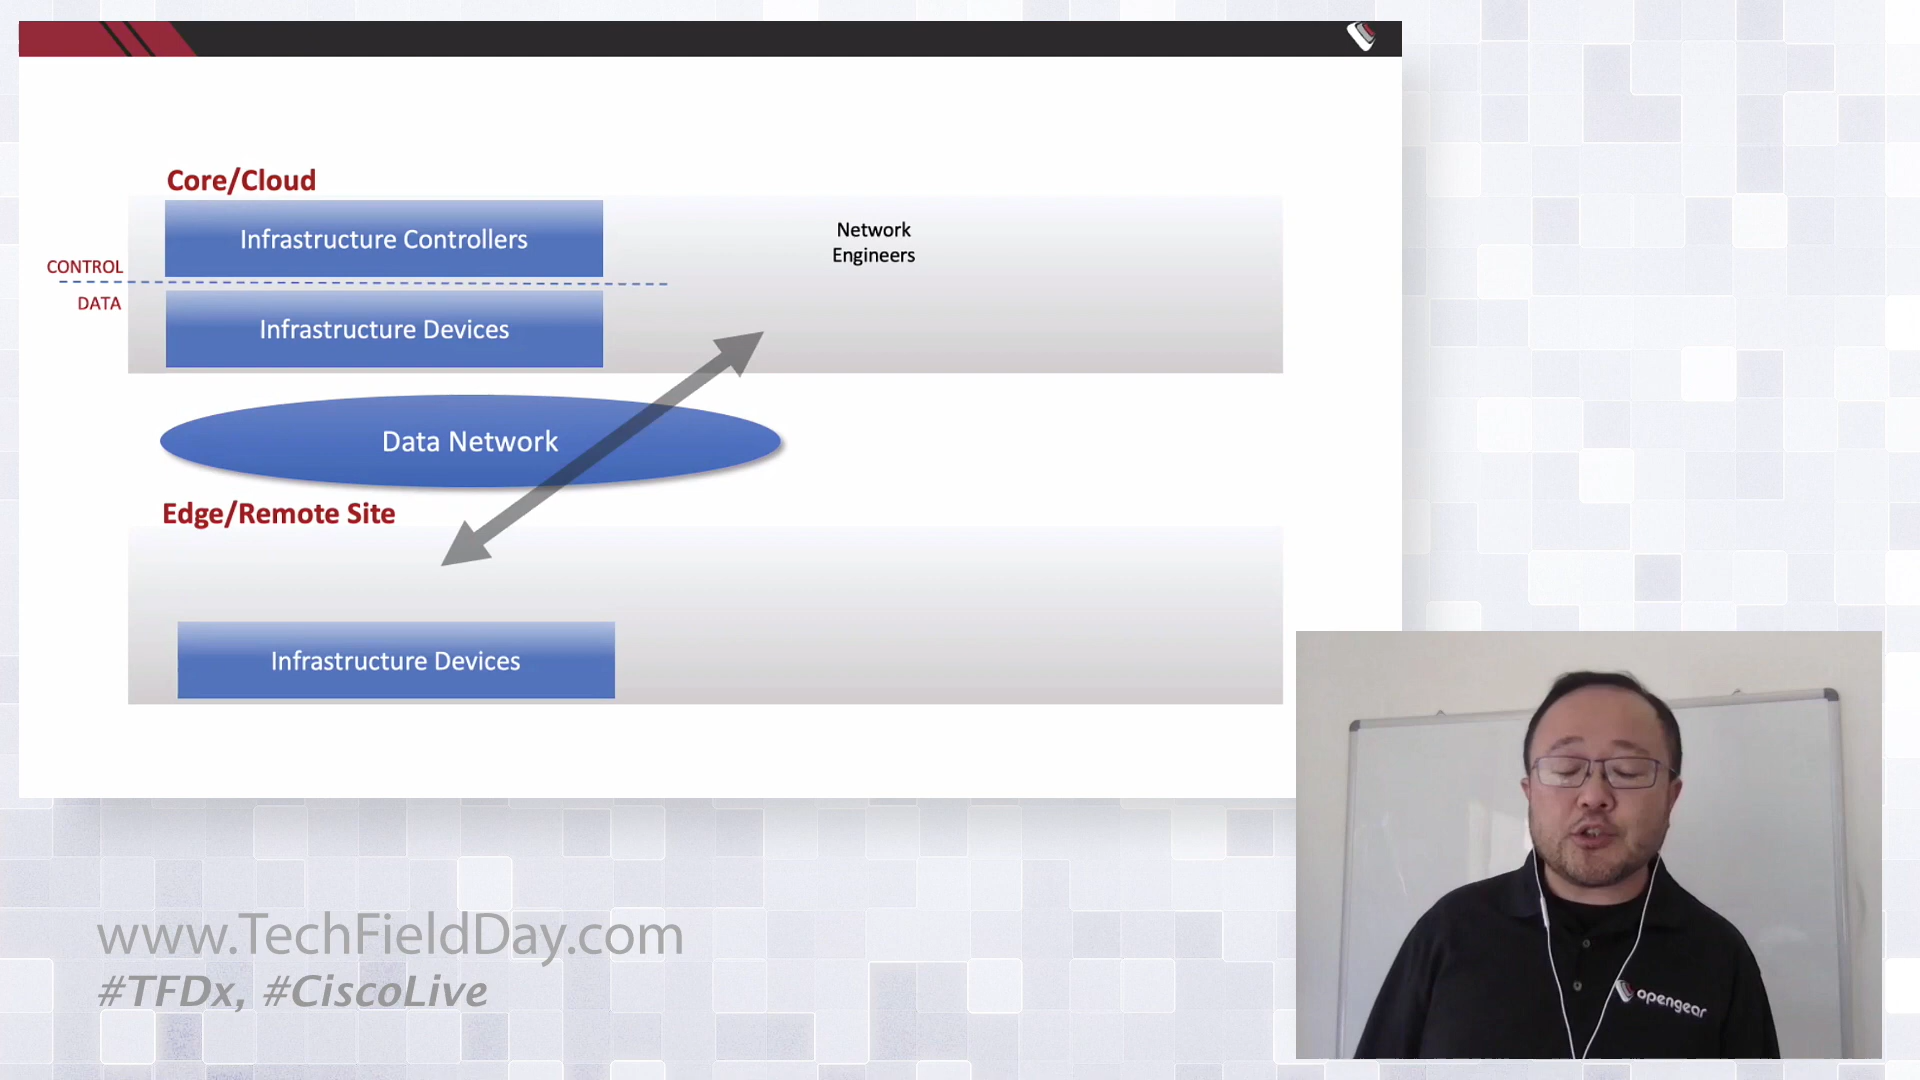 Core/Cloud
Infrastructure Controllers
Network
Engineers
CONTROL
DATA
Infrastructure Devices
Data Network
Edge/Remote Site
Infrastructure Devices
www.TechFieldDay.com
#TFDx, #CiscoLive
opengear